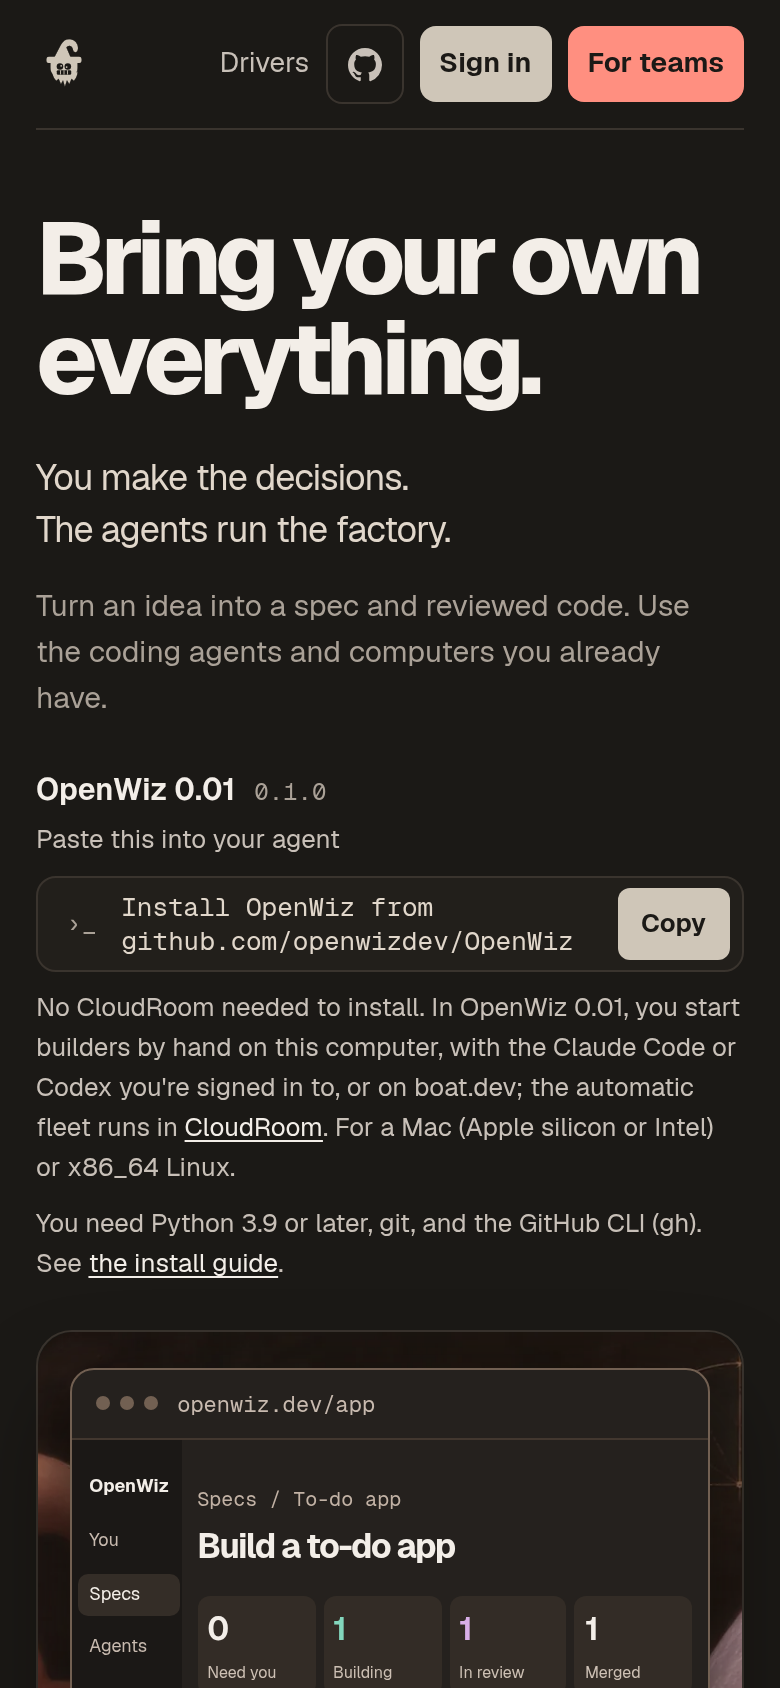 Drivers
Sign in
For teams
Bring your own
everything.
You make the decisions.
The agents run the factory.
Turn an idea into a spec and reviewed code. Use
the coding agents and computers you already
have.
OpenWiz 0.01 0.1.0
Paste this into your agent
›_ Install OpenWiz from
github.com/openwizdev/OpenWiz
Copy
No CloudRoom needed to install. In OpenWiz 0.01, you start
builders by hand on this computer, with the Claude Code or
Codex you're signed in to, or on boat.dev; the automatic
fleet runs in CloudRoom. For a Mac (Apple silicon or Intel)
or x86_64 Linux.
You need Python 3.9 or later, git, and the GitHub CLI (gh).
See the install guide.
openwiz.dev/app
OpenWiz
You
Specs
Agents
Specs / To-do app
Build a to-do app
0 1 1 1
Need you Building In review Merged